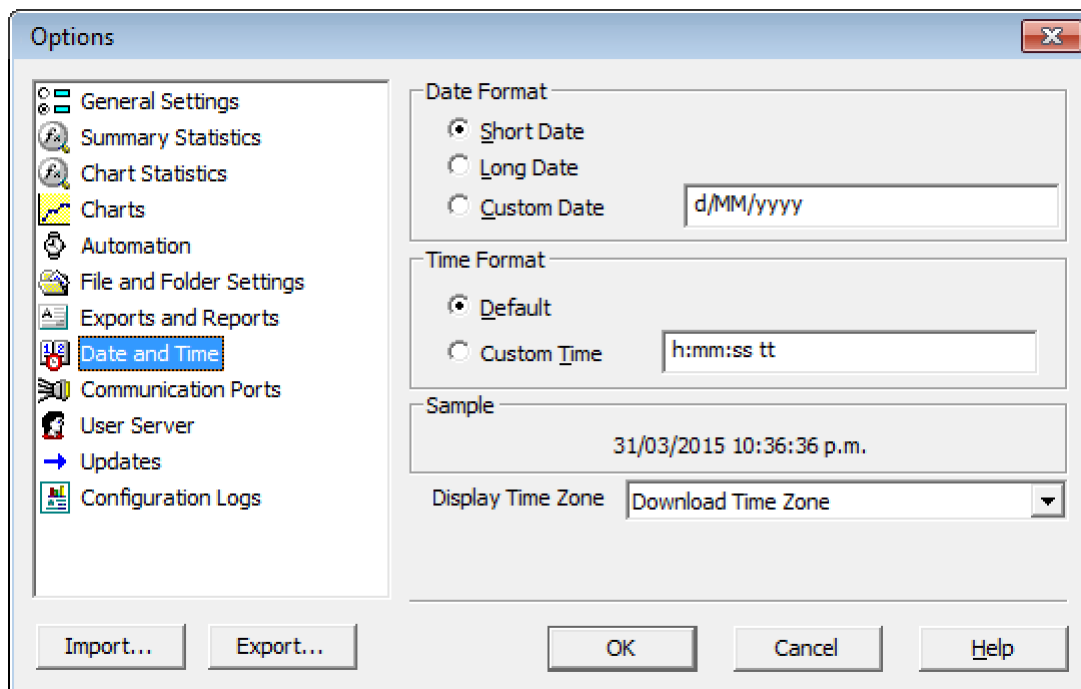 Options
General Settings
Summary Statistics
Chart Statistics
Charts
Automation
File and Folder Settings
Exports and Reports
Date and Time
Communication Ports
User Server
Updates
Configuration Logs
Import...
Export...
Date Format
Short Date
Long Date
Custom Date d/MM/yyyy
Time Format
Default
Custom Time h:mm:ss tt
Sample
31/03/2015 10:36:36 p.m.
Display Time Zone Download Time Zone
OK Cancel Help